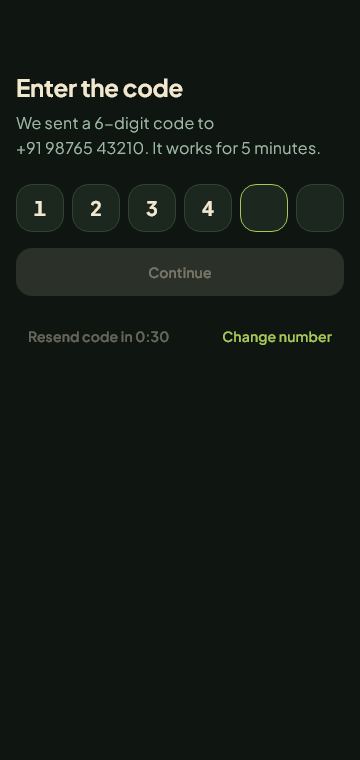 Enter the code
We sent a 6-digit code to
+91 98765 43210. It works for 5 minutes.
1 2 3 4
Continue
Resend code in 0:30 Change number